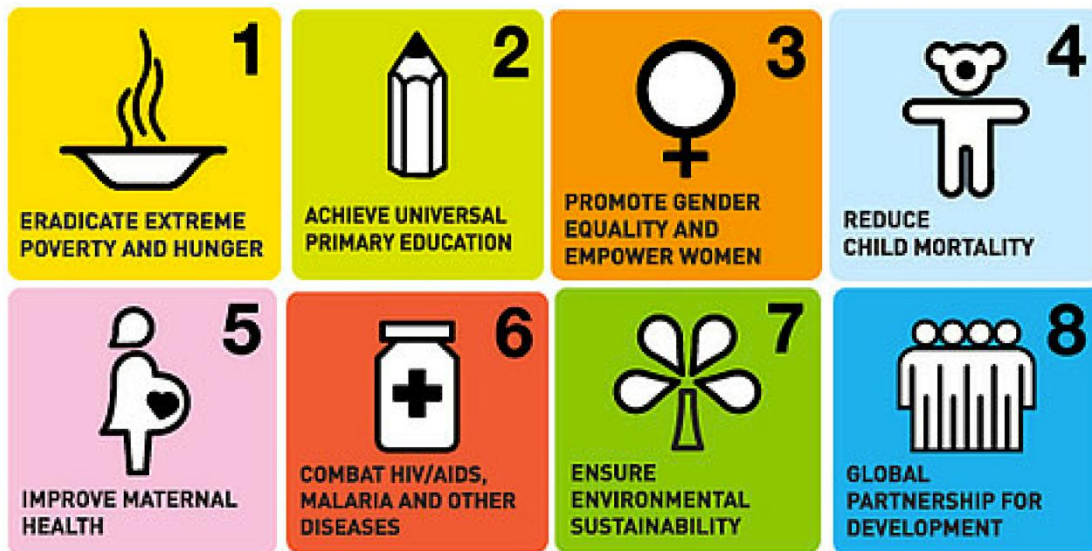 1
ERADICATE EXTREME
POVERTY AND HUNGER
2
ACHIEVE UNIVERSAL
PRIMARY EDUCATION
3
PROMOTE GENDER
EQUALITY AND
EMPOWER WOMEN
4
REDUCE
CHILD MORTALITY
5
IMPROVE MATERNAL
HEALTH
6
COMBAT HIV/AIDS,
MALARIA AND OTHER
DISEASES
7
ENSURE
ENVIRONMENTAL
SUSTAINABILITY
8
GLOBAL
PARTNERSHIP FOR
DEVELOPMENT